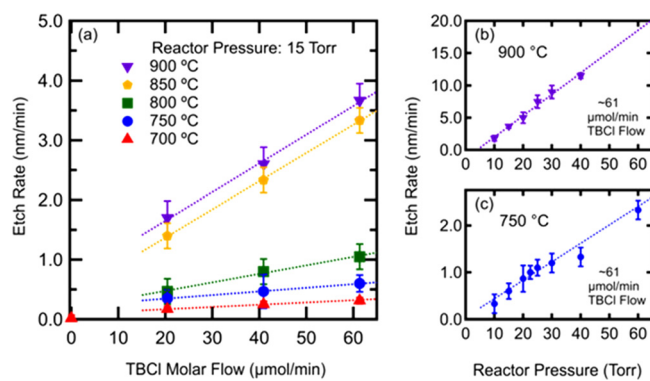 (a)
Reactor Pressure: 15 Torr
900 ºC
850 ºC
800 ºC
750 ºC
700 ºC
5.0
4.0
3.0
2.0
1.0
0.0
Etch Rate (nm/min)
0 10 20 30 40 50 60
TBCl Molar Flow (µmol/min)
(b)
900 °C
20.0
15.0
10.0
5.0
0.0
~61
µmol/min
TBCl Flow
0 10 20 30 40 50 60
Etch Rate (nm/min)
(c)
750 °C
2.0
1.0
0.0
~61
µmol/min
TBCl Flow
0 10 20 30 40 50 60
Reactor Pressure (Torr)